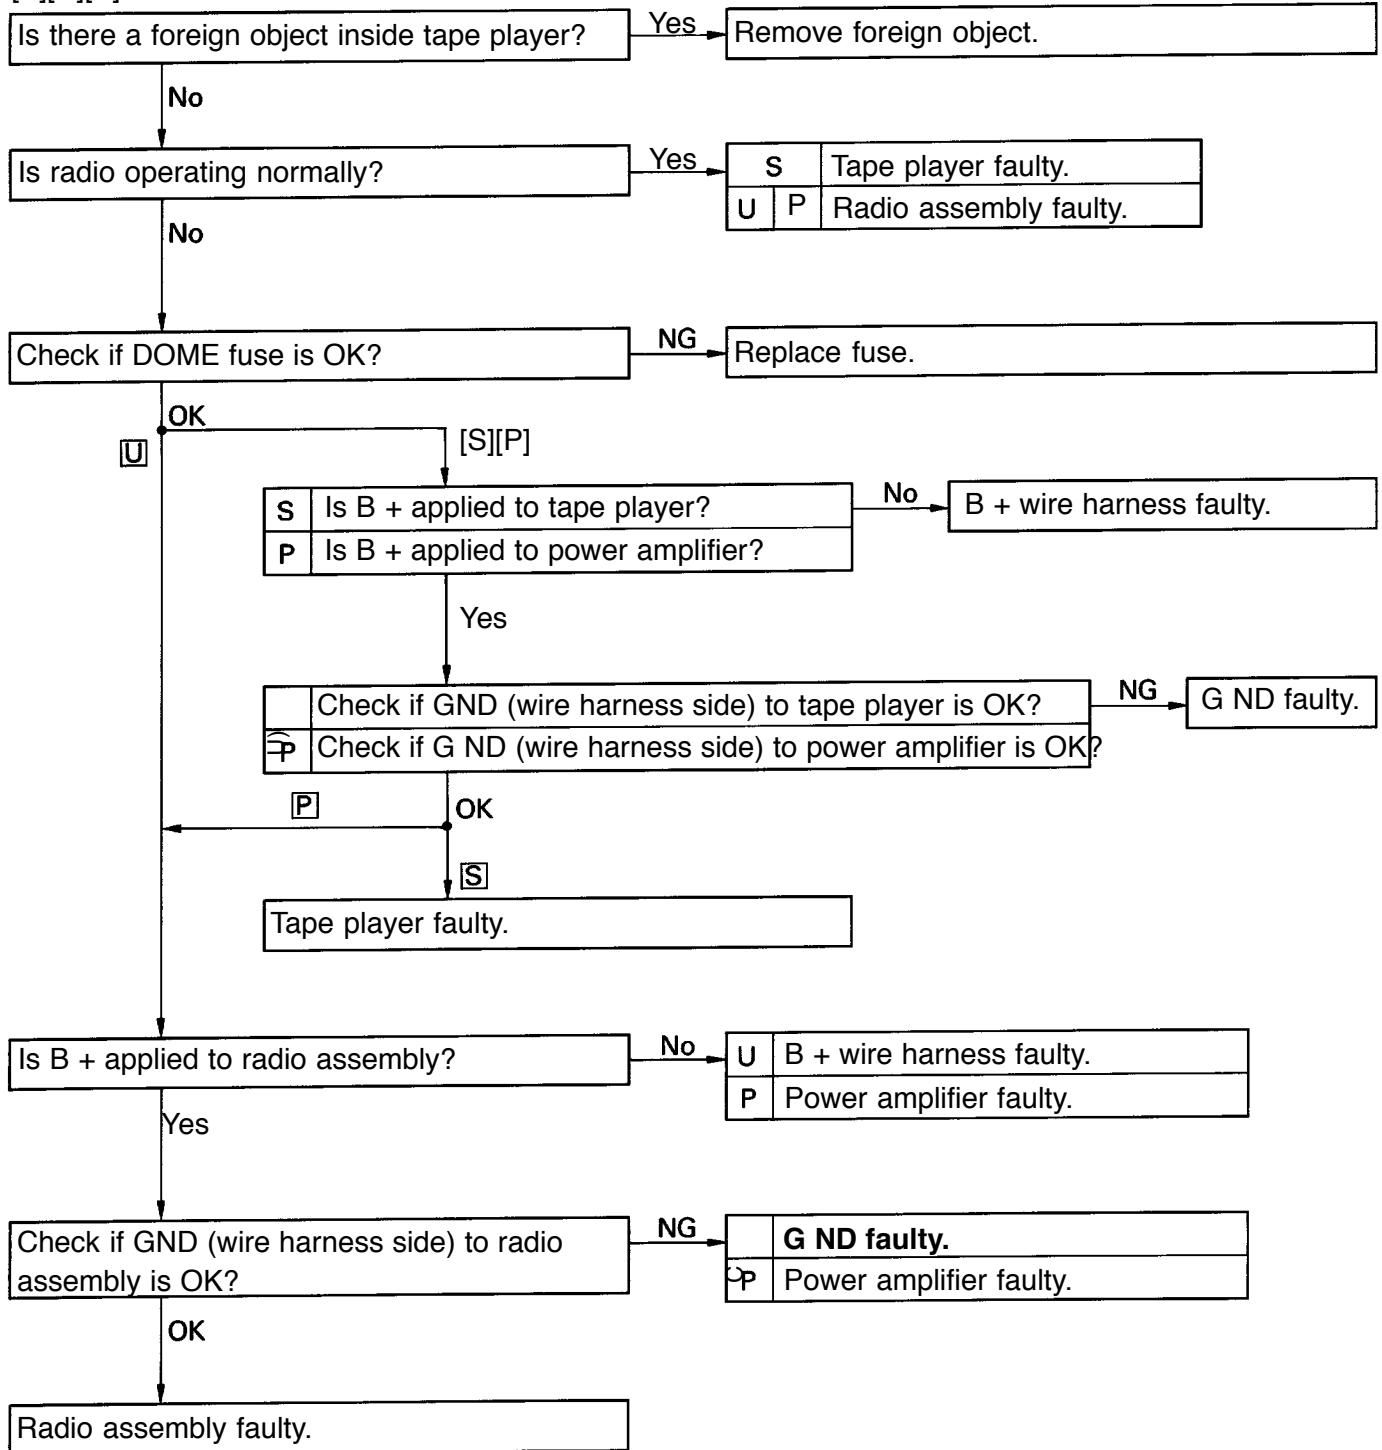 Is there a foreign object inside tape player?
Yes
Remove foreign object.
No
Is radio operating normally?
Yes
S Tape player faulty.
U P Radio assembly faulty.
No
Check if DOME fuse is OK?
NG
Replace fuse.
OK
U
[S][P]
S Is B + applied to tape player?
P Is B + applied to power amplifier?
No
B + wire harness faulty.
Yes
Check if GND (wire harness side) to tape player is OK?
P Check if G ND (wire harness side) to power amplifier is OK?
NG
G ND faulty.
P
OK
S
Tape player faulty.
Is B + applied to radio assembly?
No
U B + wire harness faulty.
P Power amplifier faulty.
Yes
Check if GND (wire harness side) to radio
assembly is OK?
NG
G ND faulty.
P Power amplifier faulty.
OK
Radio assembly faulty.